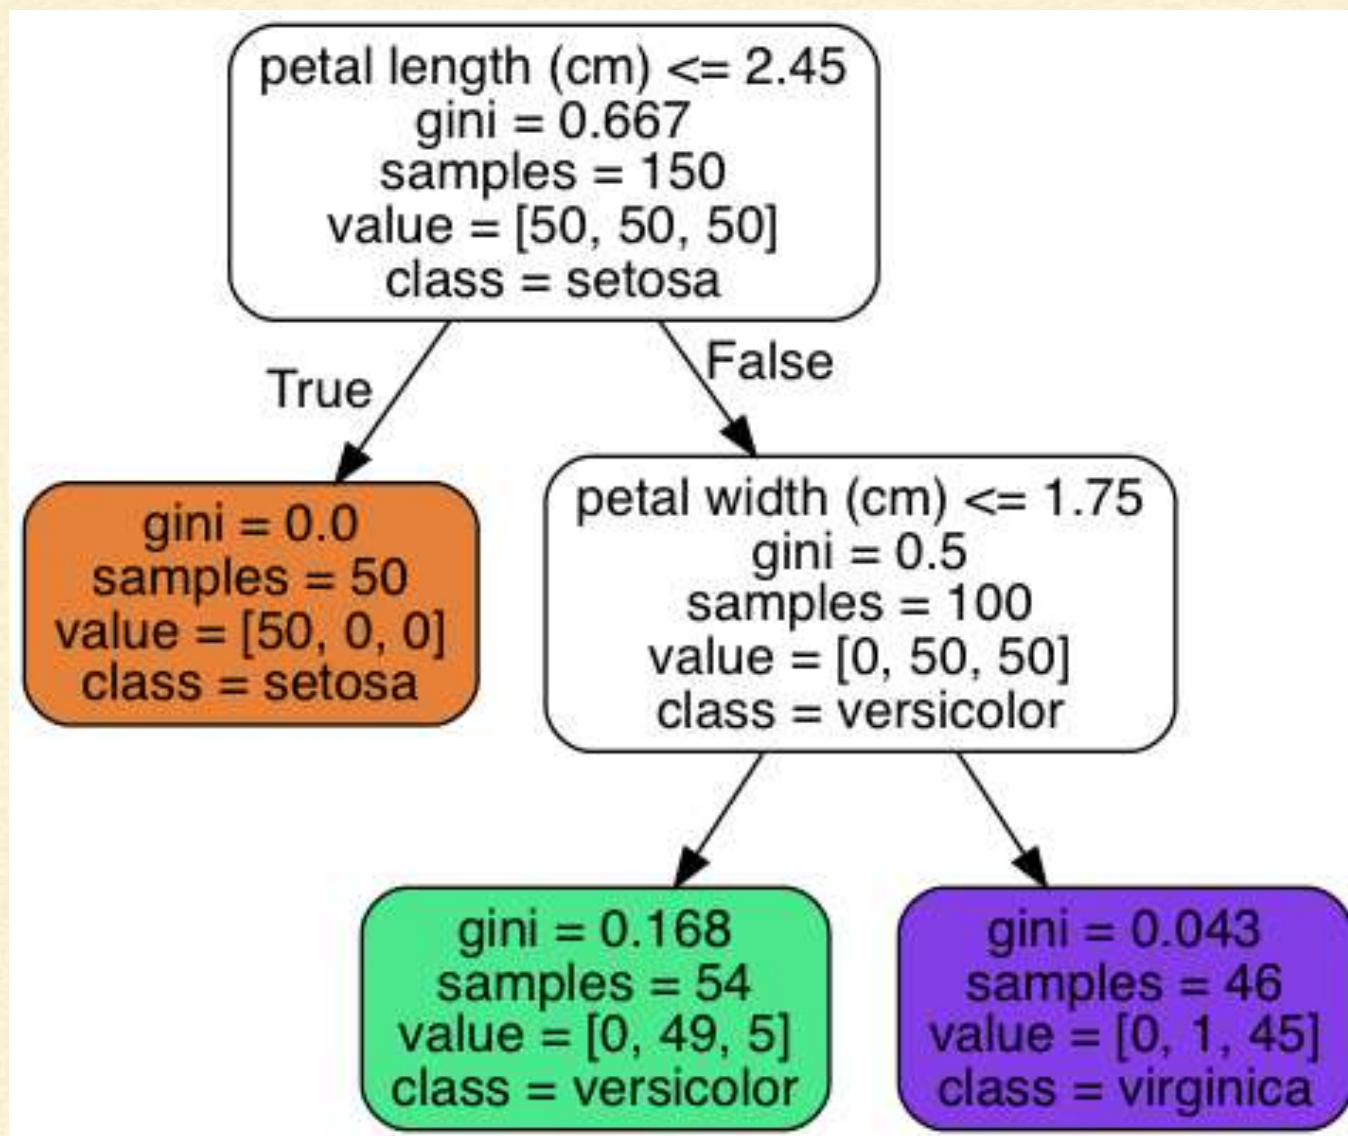 petal length (cm) <= 2.45
gini = 0.667
samples = 150
value = [50, 50, 50]
class = setosa
True
False
gini = 0.0
samples = 50
value = [50, 0, 0]
class = setosa
petal width (cm) <= 1.75
gini = 0.5
samples = 100
value = [0, 50, 50]
class = versicolor
gini = 0.168
samples = 54
value = [0, 49, 5]
class = versicolor
gini = 0.043
samples = 46
value = [0, 1, 45]
class = virginica